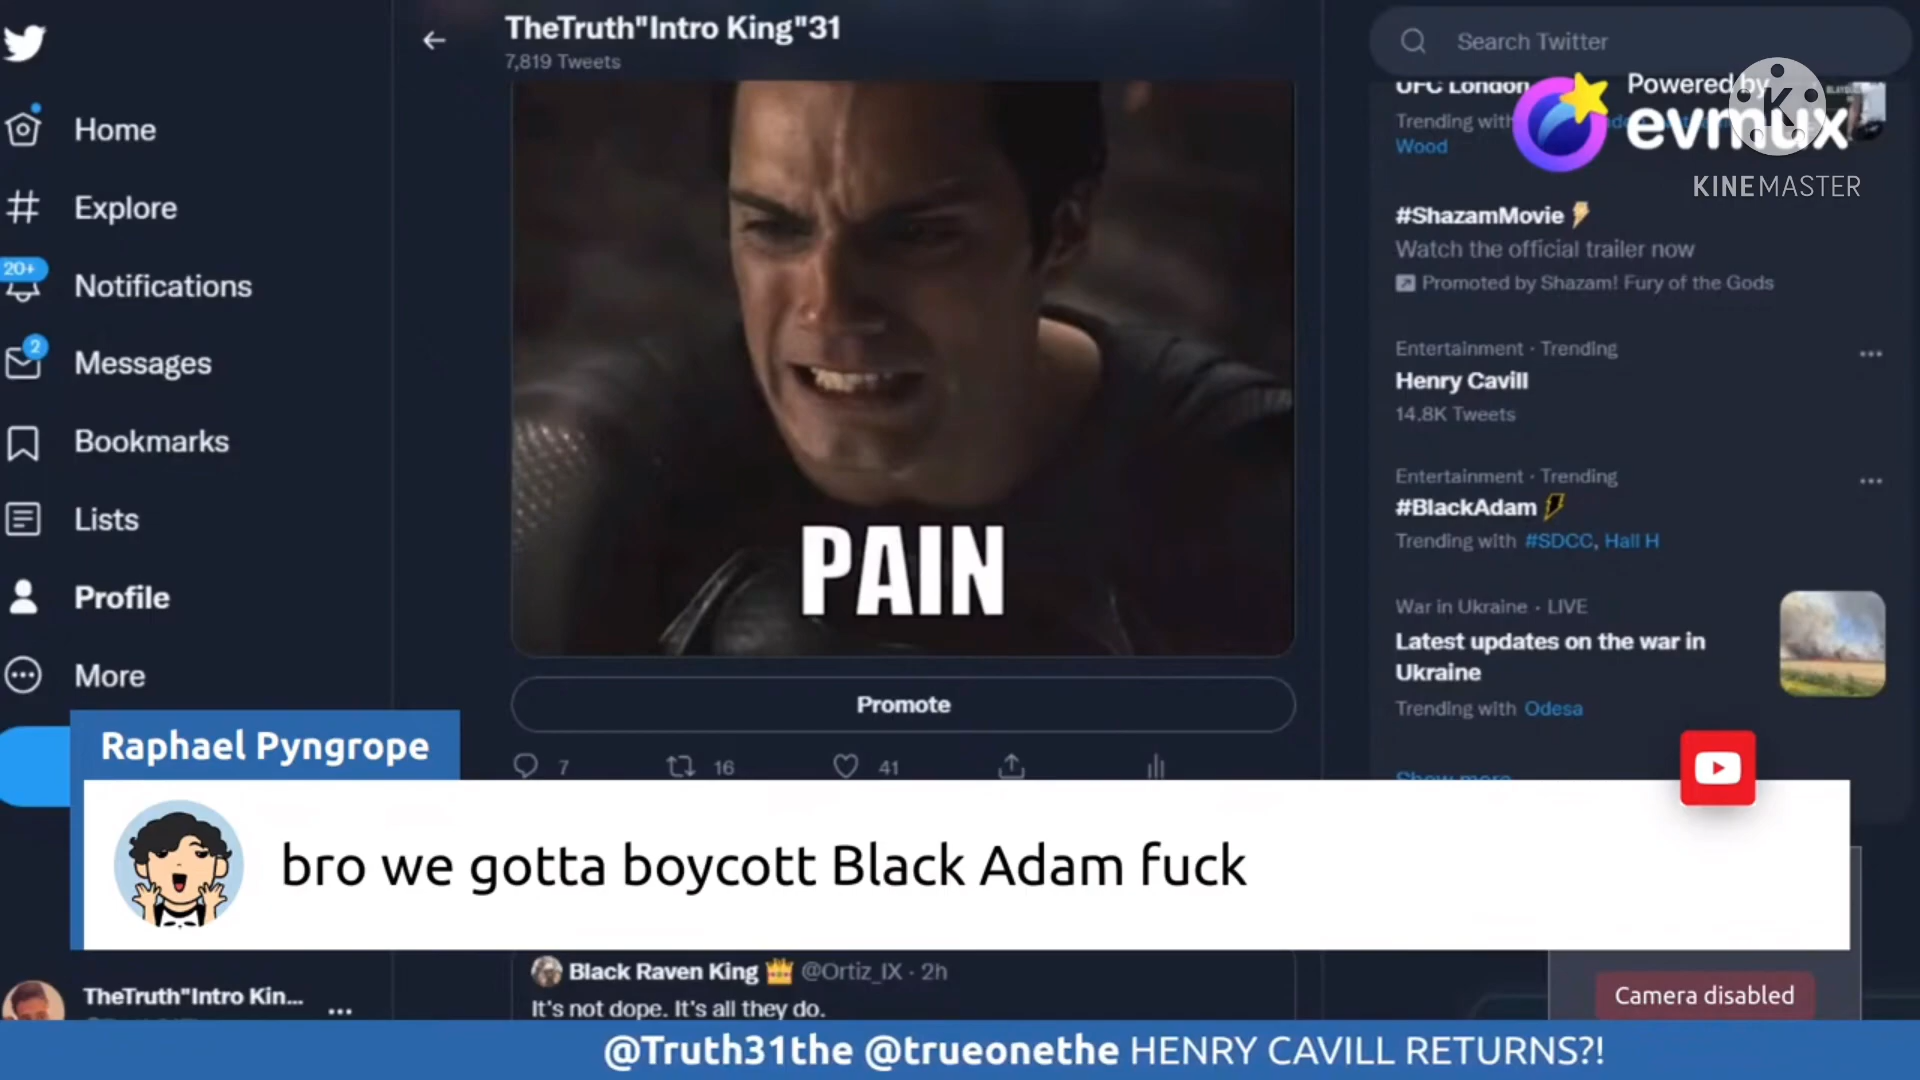 TheTruth"Intro King"31
7,819 Tweets
Home
Explore
20+
Notifications
2
Messages
Bookmarks
Lists
Profile
More
PAIN
Promote
7
16
41
Search Twitter
UFC London
Trending with
Wood
Powered by
evmux
K
KINEMASTER
#ShazamMovie
Watch the official trailer now
Promoted by Shazam! Fury of the Gods
Entertainment · Trending
Henry Cavill
14.8K Tweets
Entertainment · Trending
#BlackAdam
Trending with #SDCC, Hall H
War in Ukraine · LIVE
Latest updates on the war in
Ukraine
Trending with Odesa
Show more
Raphael Pyngrope
bro we gotta boycott Black Adam fuck
Black Raven King @Ortiz_IX · 2h
It's not dope. It's all they do.
TheTruth"Intro Kin...
Camera disabled
@Truth31the @trueonethe HENRY CAVILL RETURNS?!